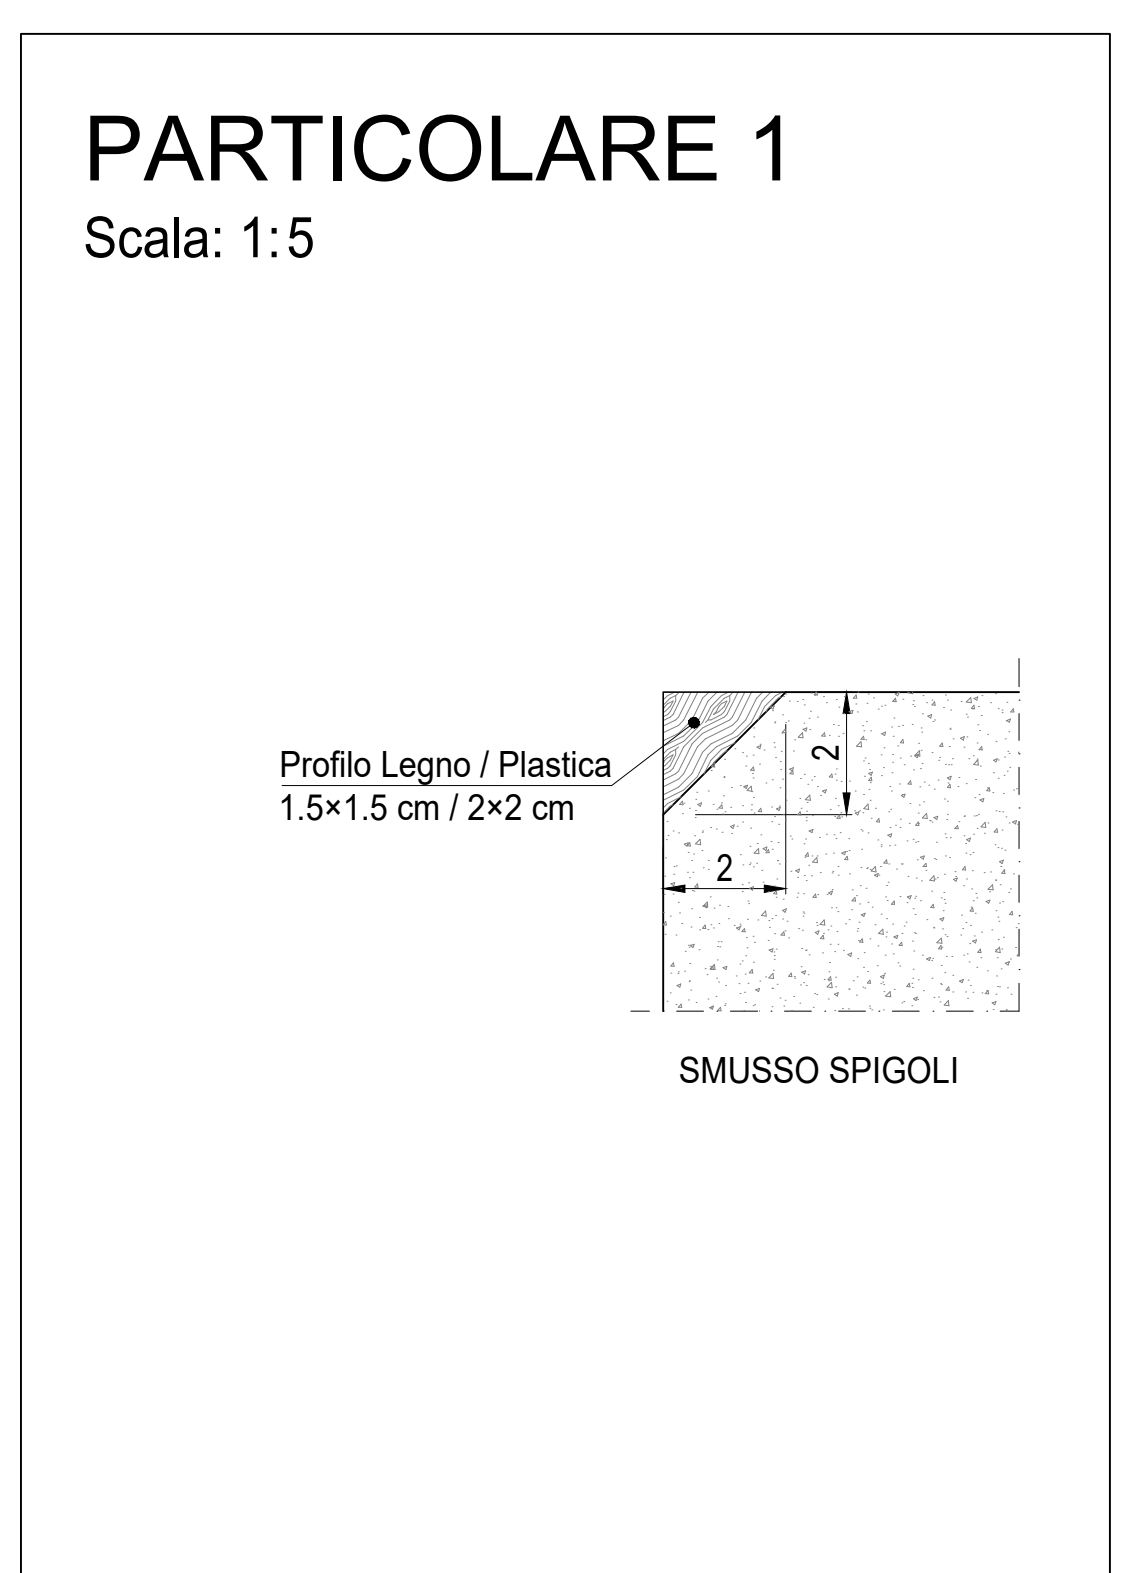 PARTICOLARE 1
Scala: 1:5
Profilo Legno / Plastica
1.5×1.5 cm / 2×2 cm
2
2
SMUSSO SPIGOLI